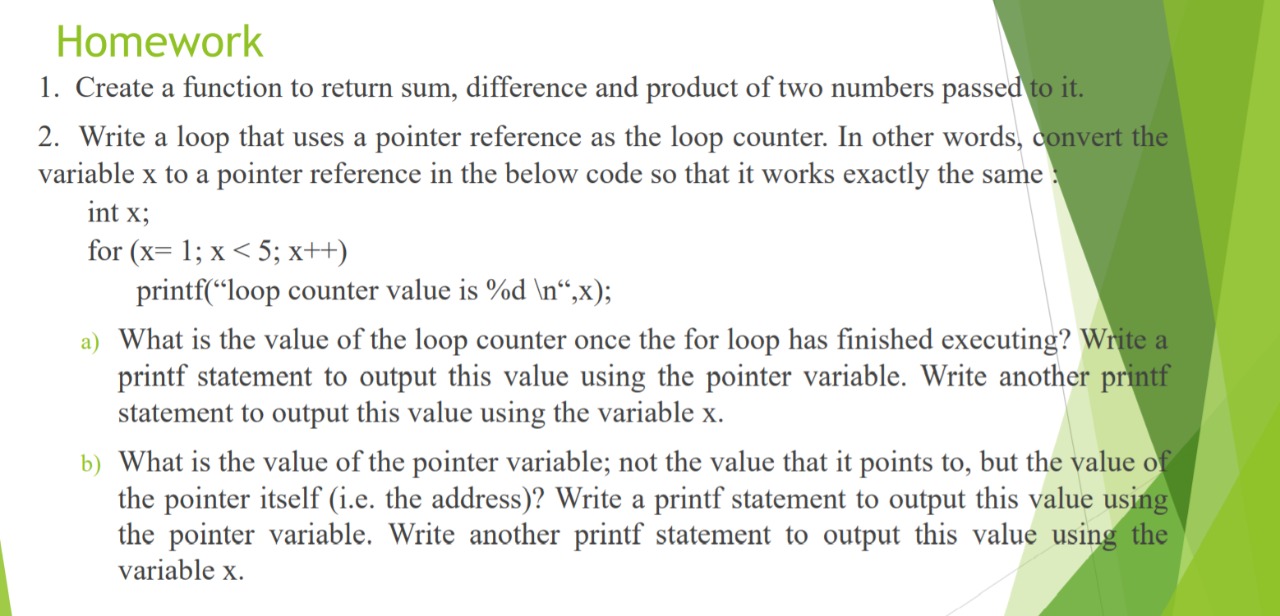 Homework
1. Create a function to return sum, difference and product of two numbers passed to it.
2. Write a loop that uses a pointer reference as the loop counter. In other words, convert the
variable x to a pointer reference in the below code so that it works exactly the same :
int x;
for (x= 1; x < 5; x++)
printf(“loop counter value is %d \n“,x);
a) What is the value of the loop counter once the for loop has finished executing? Write a
printf statement to output this value using the pointer variable. Write another printf
statement to output this value using the variable x.
b) What is the value of the pointer variable; not the value that it points to, but the value of
the pointer itself (i.e. the address)? Write a printf statement to output this value using
the pointer variable. Write another printf statement to output this value using the
variable x.